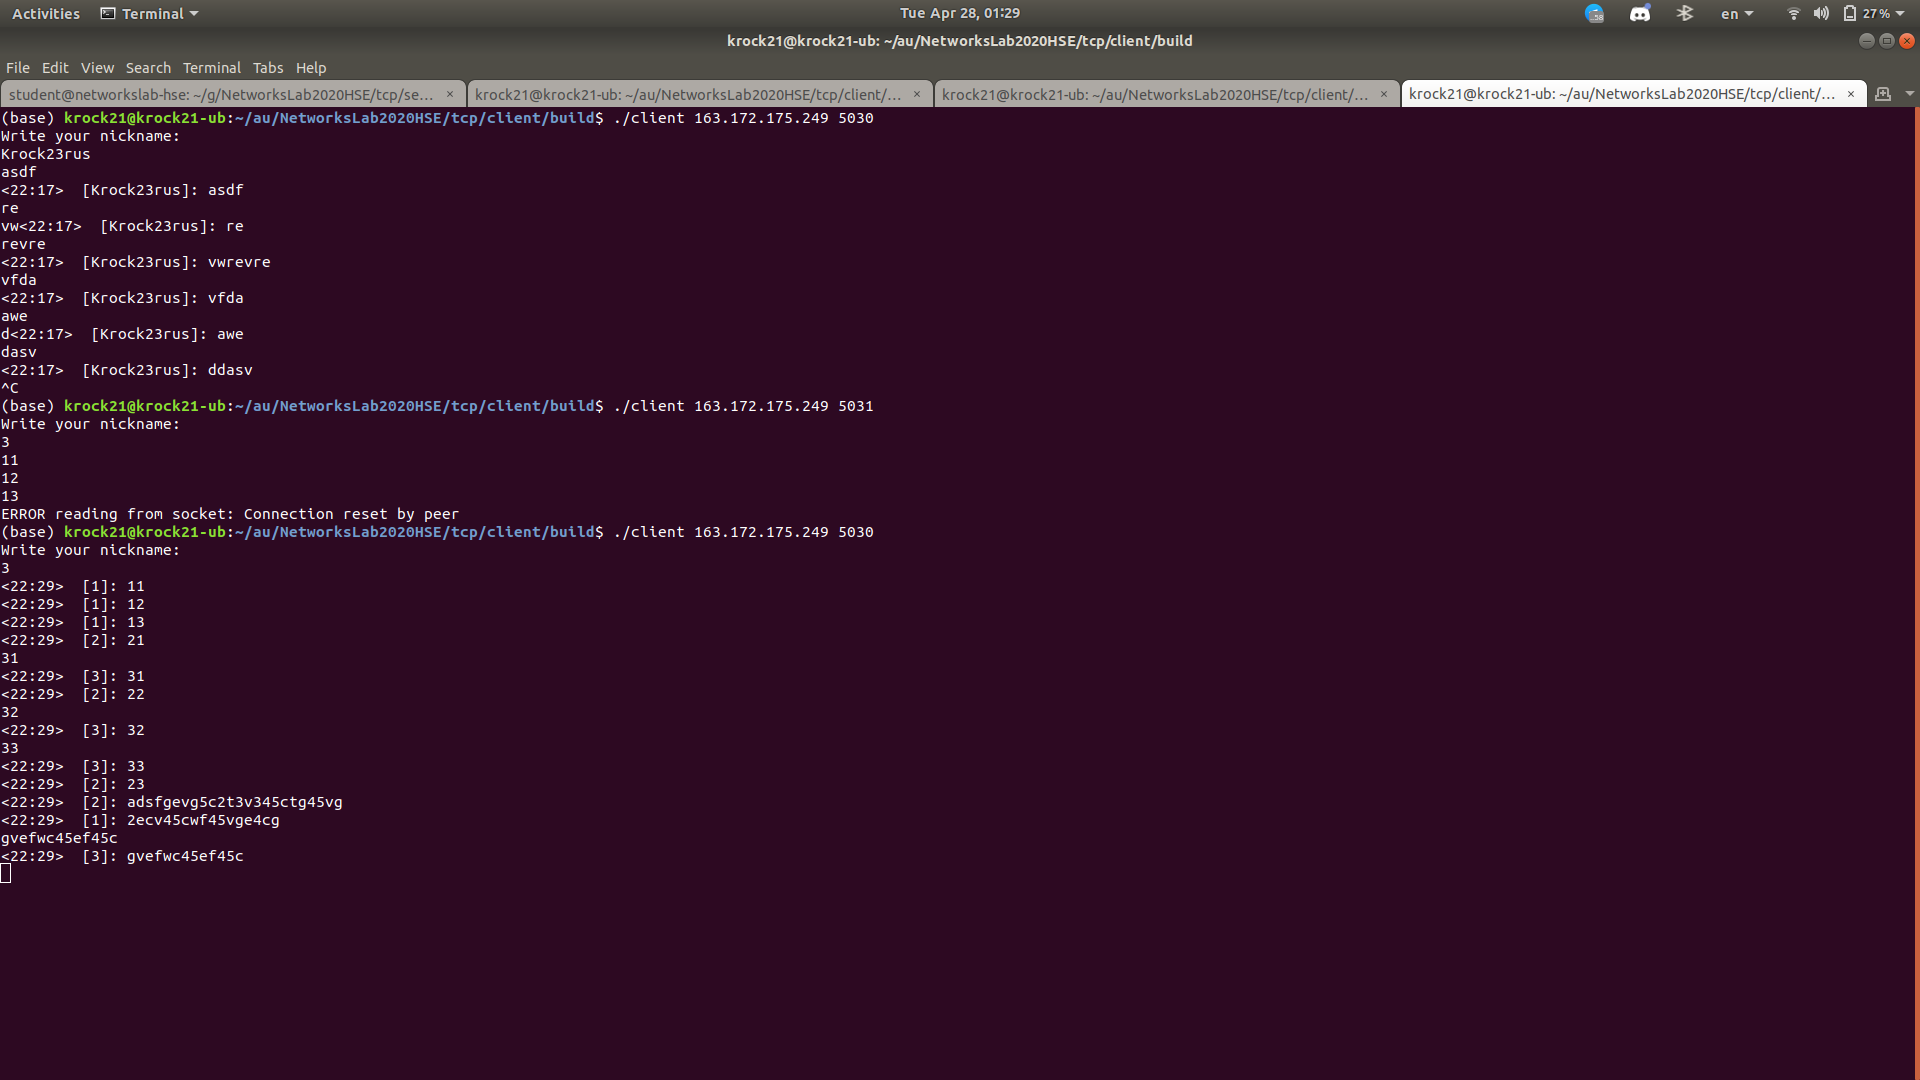 Activities Terminal Tue Apr 28, 01:29 58 en 27 %
krock21@krock21-ub: ~/au/NetworksLab2020HSE/tcp/client/build
File Edit View Search Terminal Tabs Help
student@networkslab-hse: ~/g/NetworksLab2020HSE/tcp/se... × krock21@krock21-ub: ~/au/NetworksLab2020HSE/tcp/client/... × krock21@krock21-ub: ~/au/NetworksLab2020HSE/tcp/client/... × krock21@krock21-ub: ~/au/NetworksLab2020HSE/tcp/client/... ×
(base) krock21@krock21-ub:~/au/NetworksLab2020HSE/tcp/client/build$ ./client 163.172.175.249 5030
Write your nickname:
Krock23rus
asdf
<22:17>  [Krock23rus]: asdf
re
vw<22:17>  [Krock23rus]: re
revre
<22:17>  [Krock23rus]: vwrevre
vfda
<22:17>  [Krock23rus]: vfda
awe
d<22:17>  [Krock23rus]: awe
dasv
<22:17>  [Krock23rus]: ddasv
^C
(base) krock21@krock21-ub:~/au/NetworksLab2020HSE/tcp/client/build$ ./client 163.172.175.249 5031
Write your nickname:
3
11
12
13
ERROR reading from socket: Connection reset by peer
(base) krock21@krock21-ub:~/au/NetworksLab2020HSE/tcp/client/build$ ./client 163.172.175.249 5030
Write your nickname:
3
<22:29>  [1]: 11
<22:29>  [1]: 12
<22:29>  [1]: 13
<22:29>  [2]: 21
31
<22:29>  [3]: 31
<22:29>  [2]: 22
32
<22:29>  [3]: 32
33
<22:29>  [3]: 33
<22:29>  [2]: 23
<22:29>  [2]: adsfgevg5c2t3v345ctg45vg
<22:29>  [1]: 2ecv45cwf45vge4cg
gvefwc45ef45c
<22:29>  [3]: gvefwc45ef45c